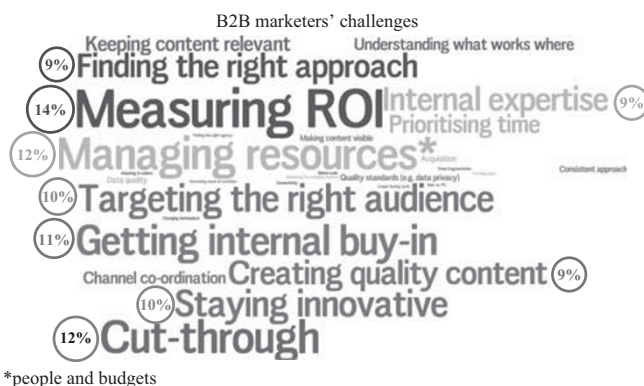 B2B marketers’ challenges
Keeping content relevant Understanding what works where
9% Finding the right approach
14% Measuring ROI Internal expertise 9%
Prioritising time
Making content visible
12% Managing resources*
Acquisition
Consistent approach
Data quality Quality standards (e.g. data privacy)
10% Targeting the right audience
11% Getting internal buy-in
Channel co-ordination Creating quality content 9%
10% Staying innovative
12% Cut-through
*people and budgets